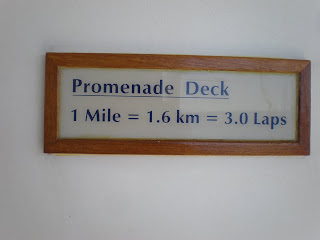 Promenade Deck
1 Mile = 1.6 km = 3.0 Laps